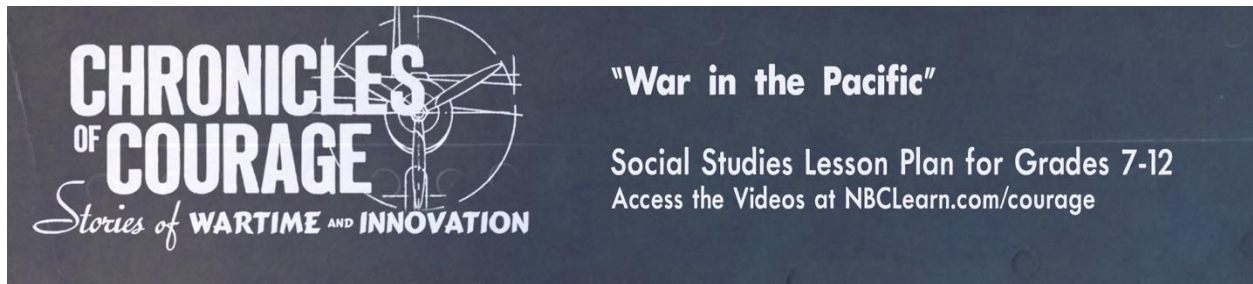 CHRONICLES
OF COURAGE
Stories of WARTIME AND INNOVATION
"War in the Pacific"
Social Studies Lesson Plan for Grades 7-12
Access the Videos at NBCLearn.com/courage